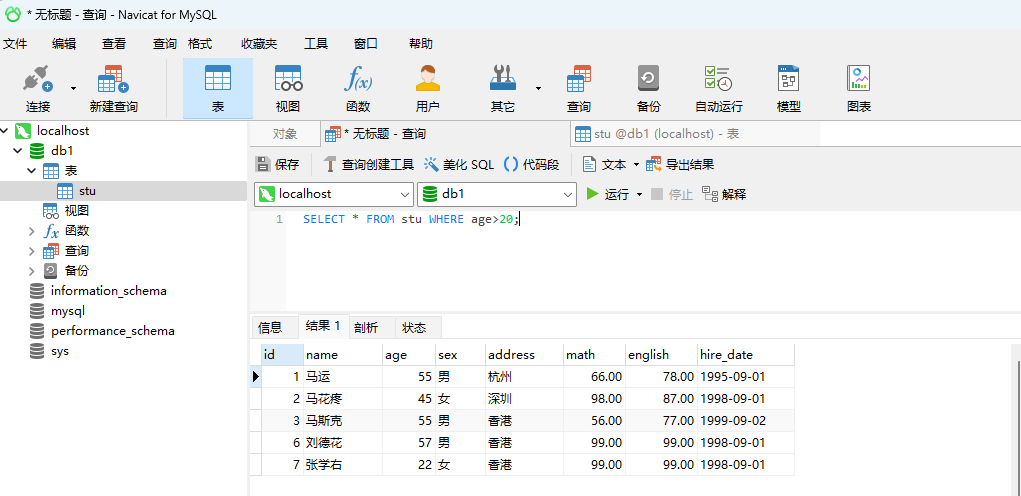 * 无标题 - 查询 - Navicat for MySQL
文件 编辑 查看 查询 格式 收藏夹 工具 窗口 帮助
连接 新建查询 表 视图 函数 用户 其它 查询 备份 自动运行 模型 图表
localhost
db1
表
stu
视图
函数
查询
备份
information_schema
mysql
performance_schema
sys
对象 * 无标题 - 查询 stu @db1 (localhost) - 表
保存 查询创建工具 美化 SQL () 代码段 文本 导出结果
localhost db1 运行 停止 解释
1 SELECT * FROM stu WHERE age>20;
信息 结果 1 剖析 状态
id name age sex address math english hire_date
1 马运 55 男 杭州 66.00 78.00 1995-09-01
2 马花疼 45 女 深圳 98.00 87.00 1998-09-01
3 马斯克 55 男 香港 56.00 77.00 1999-09-02
6 刘德花 57 男 香港 99.00 99.00 1998-09-01
7 张学右 22 女 香港 99.00 99.00 1998-09-01